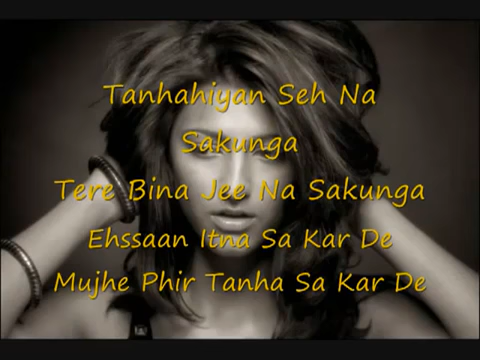 Tanhahiyan Seh Na
Sakunga
Tere Bina Jee Na Sakunga
Ehssaan Itna Sa Kar De
Mujhe Phir Tanha Sa Kar De